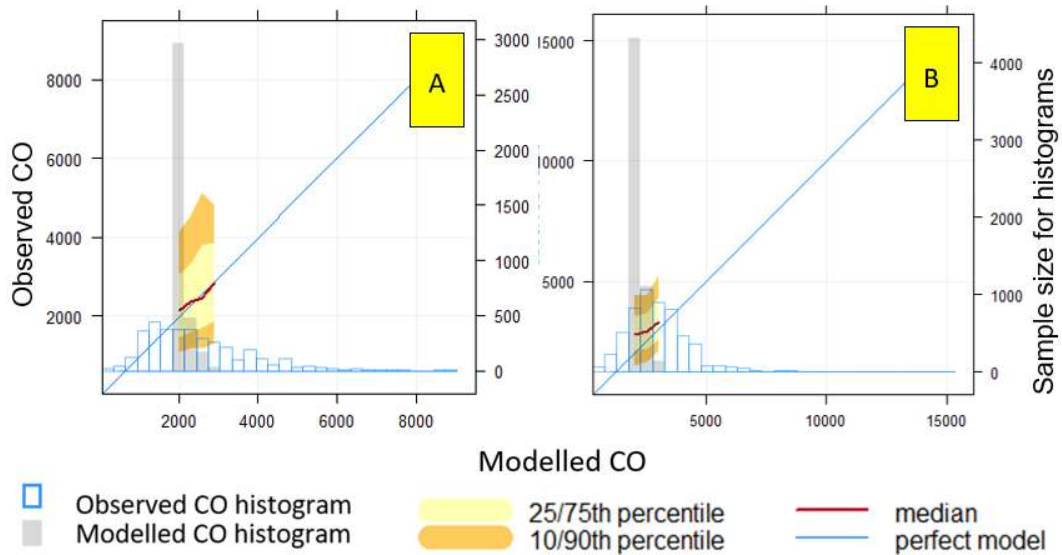 A
B
8000
6000
4000
2000
3000
2500
2000
1500
1000
500
0
2000
4000
6000
8000
Observed CO
15000
10000
5000
4000
3000
2000
1000
0
5000
10000
15000
Sample size for histograms
Modelled CO
Observed CO histogram
Modelled CO histogram
25/75th percentile
10/90th percentile
median
perfect model